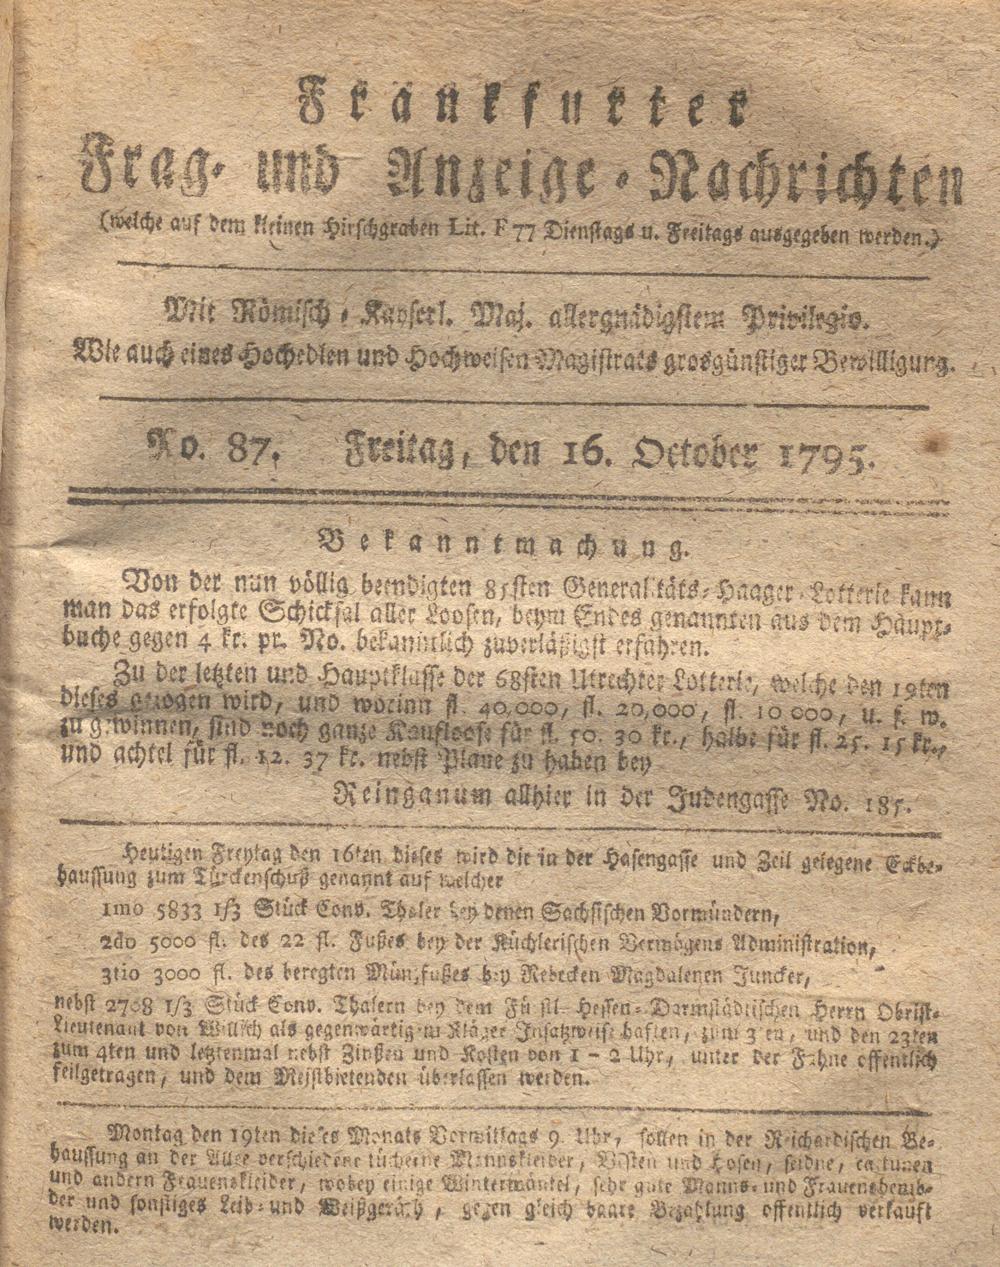 Frankfurter
Frag- und Anzeige-Nachrichten
(welche auf dem kleinen Hirschgraben Lit. F 77 Dienstags u. Freitags ausgegeben werden.)
Mit Römisch-Kayserl. Maj. allergnädigstem Privilegio.
Wie auch eines Hochedlen und Hochweisen Magistrats grosgünstiger Bewilligung.
No. 87. Freitag, den 16. October 1795.
Bekanntmachung.
Von der nun völlig beendigten 85sten Generalitäts-Haager-Lotterie kann
man das erfolgte Schicksal aller Loosen, beym Endes genannten aus dem Haupt-
buche gegen 4 kr. pr. No. bekanntlich zuverläßigst erfahren.
Zu der letzten und Hauptklasse der 68sten Utrechter Lotterie, welche den 19ten
dieses gezogen wird, und worinn fl. 40,000, fl. 20,000, fl. 10,000, u. s. w.
zu gewinnen, sind noch ganze Kaufloose für fl. 50. 30 kr., halbe für fl. 25. 15 kr.,
und achtel für fl. 12. 37 kr. nebst Plane zu haben bey
Reinganum allhier in der Judengasse No. 185.
Heutigen Freytag den 16ten dieses wird die in der Hasengasse und Zeil gelegene Eckbe-
haussung zum Türckenschuß genannt auf welcher
1mo 5833 1/3 Stück Conv. Thaler bey denen Sachsischen Vormündern,
2do 5000 fl. des 22 fl. Fußes bey der Küchlerischen Vermögens Administration,
3tio 3000 fl. des beregten Münzfußes bey Rebecken Magdalenen Juncker,
nebst 2708 1/3 Stück Conv. Thalern bey dem Fürstl. Hessen-Darmstädtischen Herrn Obrist-
Lieutenant von Willich als gegenwärtigem Kläger Insatzweise haften, zum 3ten, und den 23ten
zum 4ten und letztenmal nebst Zinßen und Kosten von 1 - 2 Uhr, unter der Fahne offentlich
feilgetragen, und dem Meistbietenden überlassen werden.
Montag den 19ten dieses Monats Vormittags 9 Uhr, sollen in der Reichardischen Be-
haussung an der Allee verschiedene tücherne Mannskleider, Westen und Hosen, seidne, cattunen
und andern Frauenskleider, wobey einige Wintermäntel, sehr gute Manns- und Frauenshemb-
der und sonstiges Leib- und Weißgeräth, gegen gleich baare Bezahlung offentlich verkauft
werden.